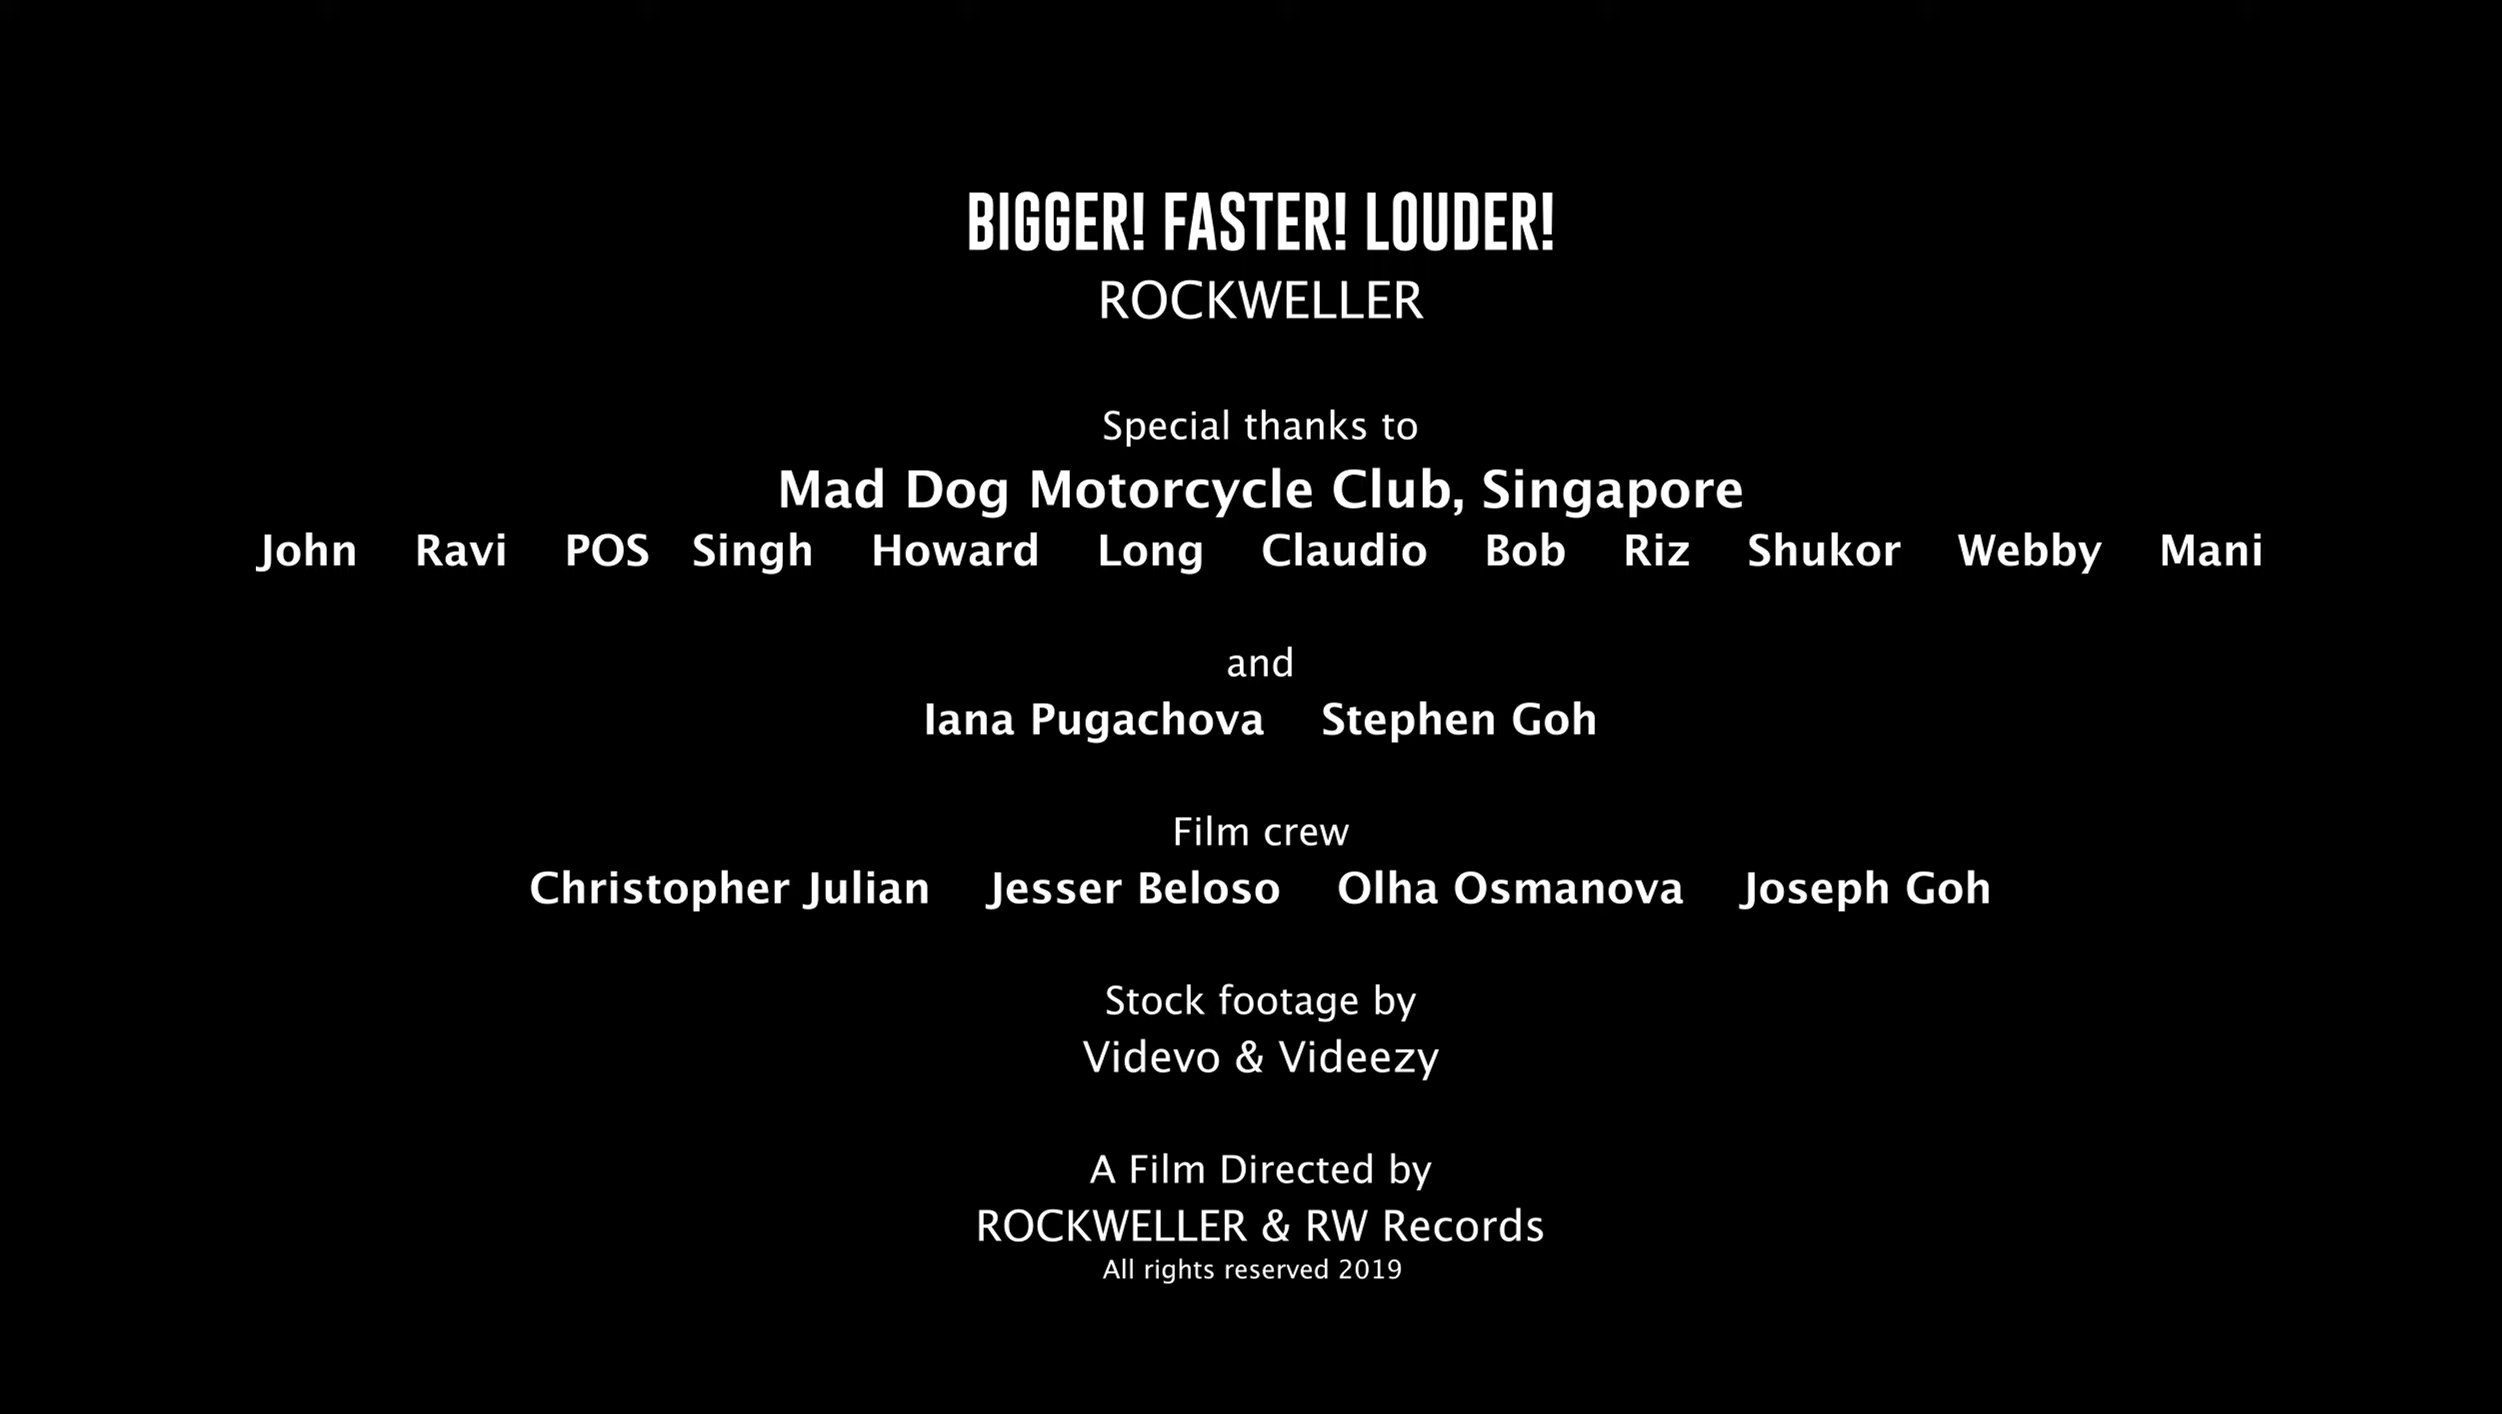 BIGGER! FASTER! LOUDER!
ROCKWELLER
Special thanks to
Mad Dog Motorcycle Club, Singapore
John Ravi POS Singh Howard Long Claudio Bob Riz Shukor Webby Mani
and
Iana Pugachova Stephen Goh
Film crew
Christopher Julian Jesser Beloso Olha Osmanova Joseph Goh
Stock footage by
Videvo & Videezy
A Film Directed by
ROCKWELLER & RW Records
All rights reserved 2019